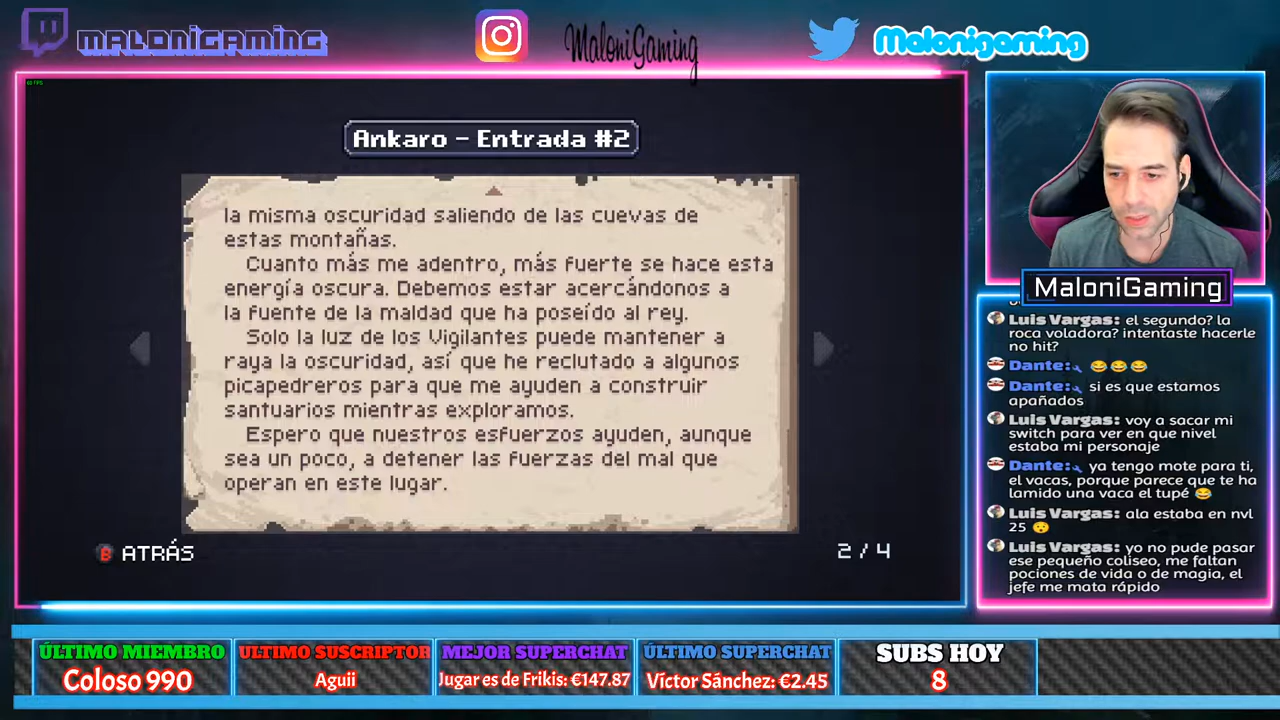 MALONIGAMING
MaloniGaming
Malonigaming
60 FPS
Ankaro - Entrada #2
la misma oscuridad saliendo de las cuevas de
estas montañas.
Cuanto más me adentro, más fuerte se hace esta
energía oscura. Debemos estar acercándonos a
la fuente de la maldad que ha poseído al rey.
Solo la luz de los Vigilantes puede mantener a
raya la oscuridad, así que he reclutado a algunos
picapedreros para que me ayuden a construir
santuarios mientras exploramos.
Espero que nuestros esfuerzos ayuden, aunque
sea un poco, a detener las fuerzas del mal que
operan en este lugar.
B ATRÁS
2/4
MaloniGaming
Luis Vargas: el segundo? la
roca voladora? intentaste hacerle
no hit?
Dante: 😂😂😂
Dante: si es que estamos
apañados
Luis Vargas: voy a sacar mi
switch para ver en que nivel
estaba mi personaje
Dante: ya tengo mote para ti,
el vacas, porque parece que te ha
lamido una vaca el tupé 😂
Luis Vargas: ala estaba en nvl
25 😯
Luis Vargas: yo no pude pasar
ese pequeño coliseo, me faltan
pociones de vida o de magia, el
jefe me mata rápido
ÚLTIMO MIEMBRO
Coloso 990
ULTIMO SUSCRIPTOR
Aguii
MEJOR SUPERCHAT
Jugar es de Frikis: €147.87
ÚLTIMO SUPERCHAT
Víctor Sánchez: €2.45
SUBS HOY
8